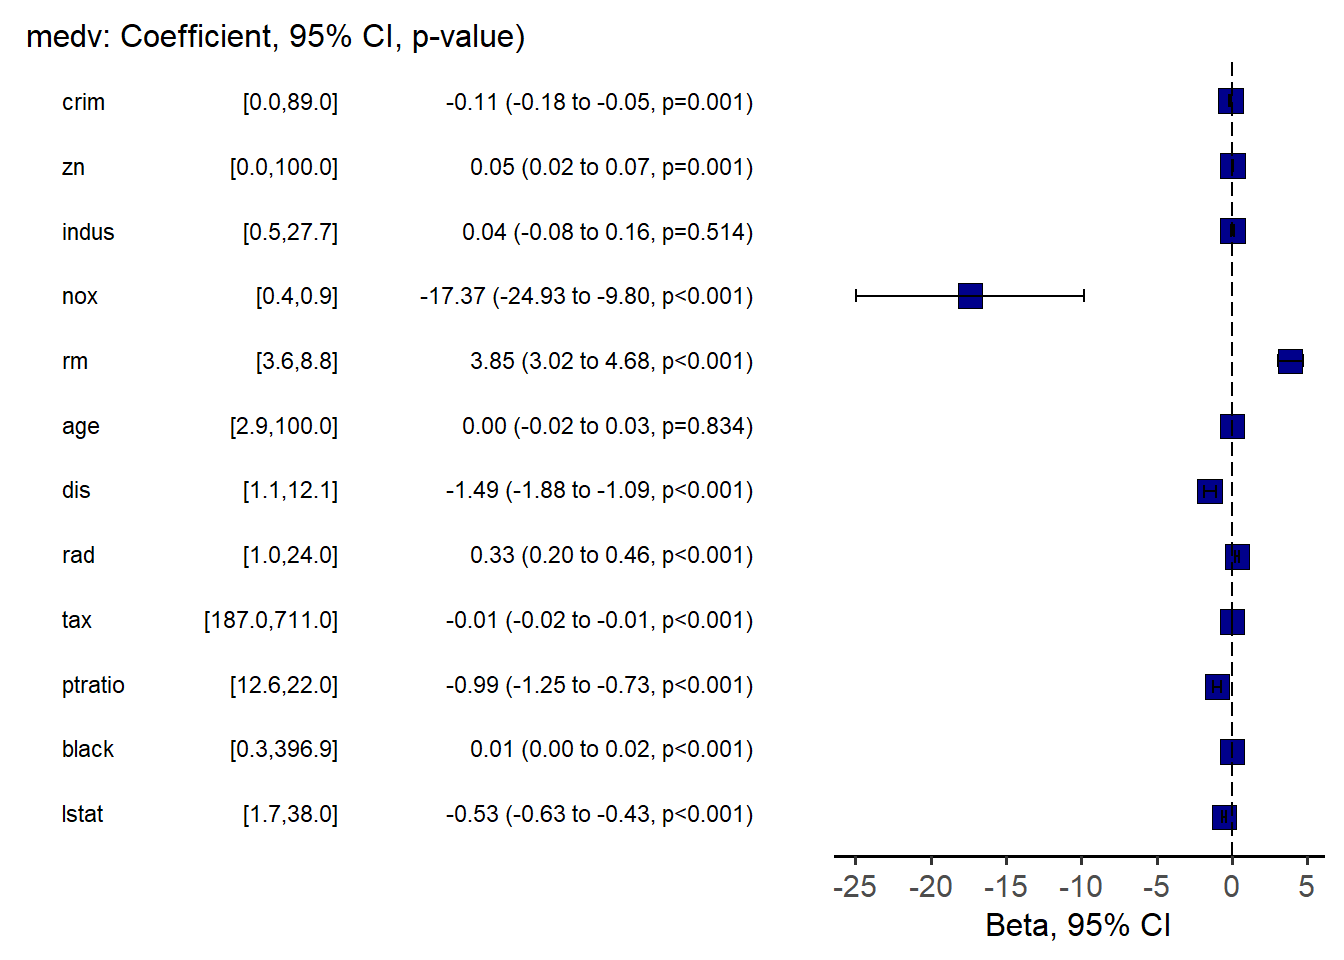 medv: Coefficient, 95% CI, p-value)
crim [0.0,89.0] -0.11 (-0.18 to -0.05, p=0.001)
zn [0.0,100.0] 0.05 (0.02 to 0.07, p=0.001)
indus [0.5,27.7] 0.04 (-0.08 to 0.16, p=0.514)
nox [0.4,0.9] -17.37 (-24.93 to -9.80, p<0.001)
rm [3.6,8.8] 3.85 (3.02 to 4.68, p<0.001)
age [2.9,100.0] 0.00 (-0.02 to 0.03, p=0.834)
dis [1.1,12.1] -1.49 (-1.88 to -1.09, p<0.001)
rad [1.0,24.0] 0.33 (0.20 to 0.46, p<0.001)
tax [187.0,711.0] -0.01 (-0.02 to -0.01, p<0.001)
ptratio [12.6,22.0] -0.99 (-1.25 to -0.73, p<0.001)
black [0.3,396.9] 0.01 (0.00 to 0.02, p<0.001)
lstat [1.7,38.0] -0.53 (-0.63 to -0.43, p<0.001)
-25 -20 -15 -10 -5 0 5
Beta, 95% CI